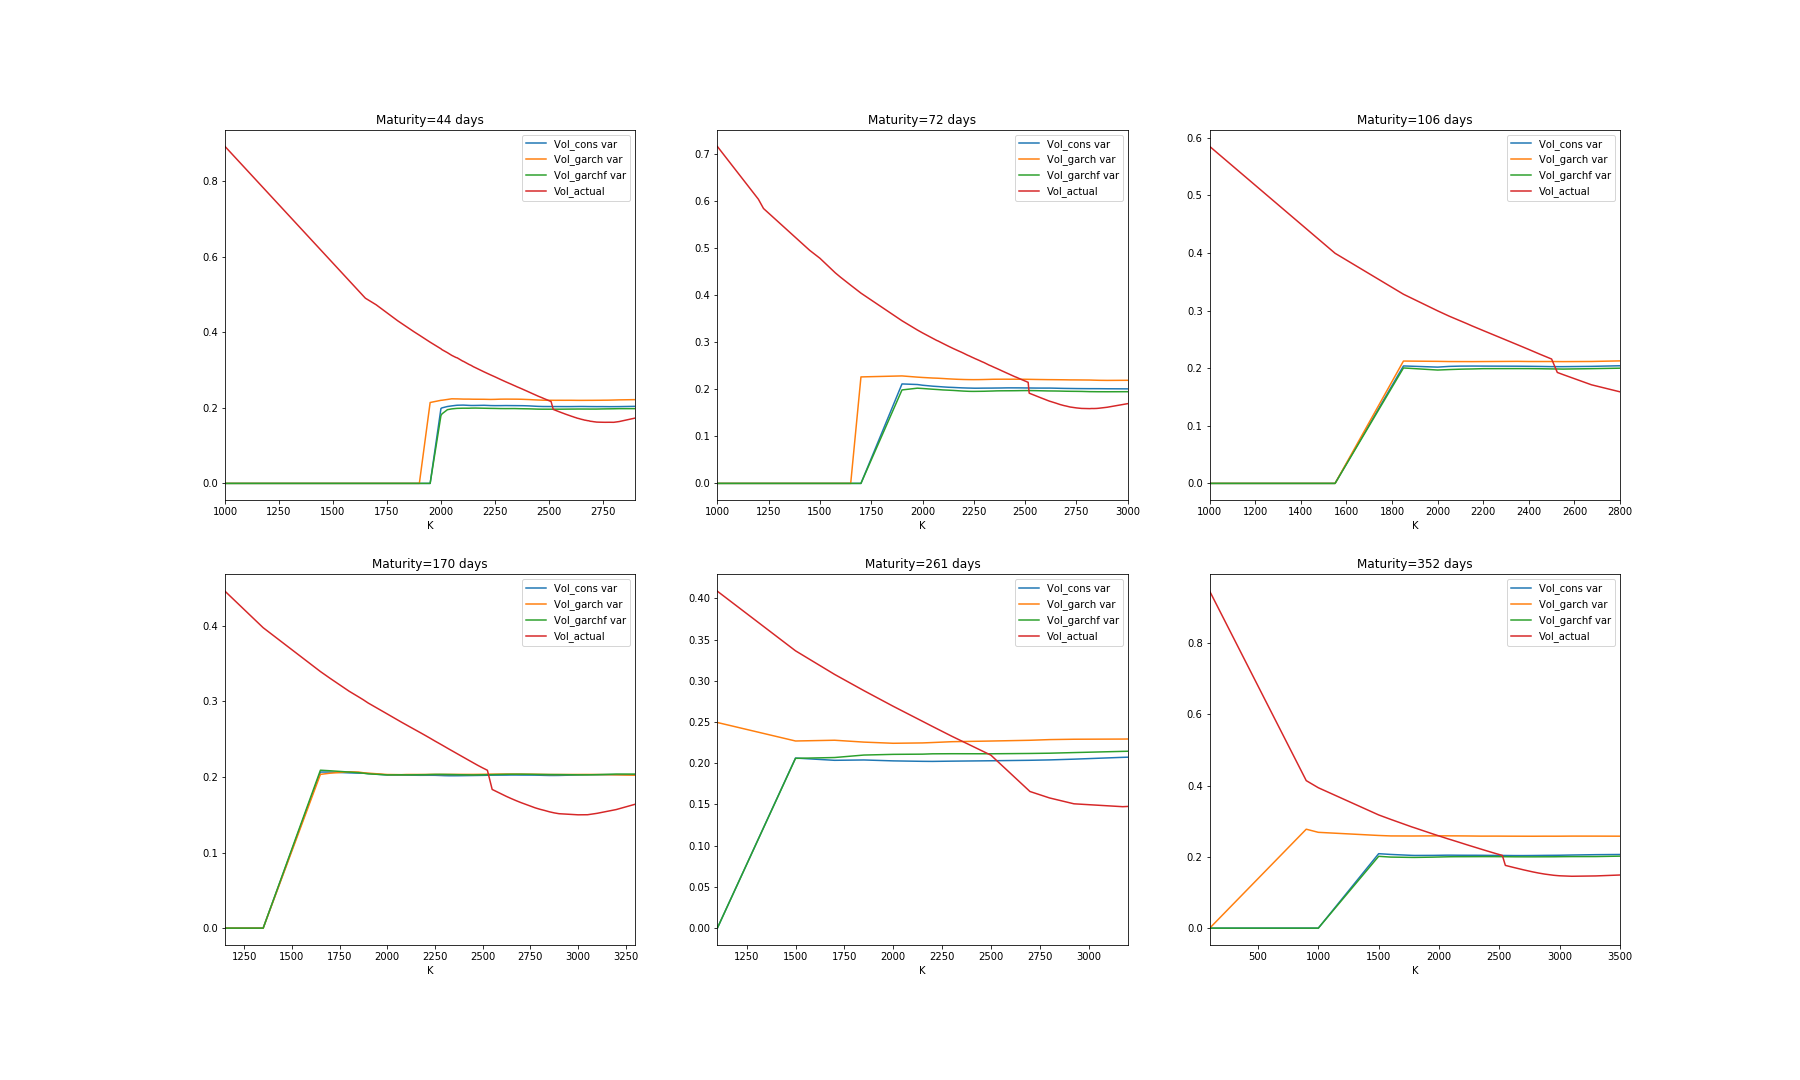 Maturity=44 days
Vol_cons var
Vol_garch var
Vol_garchf var
Vol_actual
0.8
0.6
0.4
0.2
0.0
1000 1250 1500 1750 2000 2250 2500 2750
K
Maturity=72 days
Vol_cons var
Vol_garch var
Vol_garchf var
Vol_actual
0.7
0.6
0.5
0.4
0.3
0.2
0.1
0.0
1000 1250 1500 1750 2000 2250 2500 2750 3000
K
Maturity=106 days
Vol_cons var
Vol_garch var
Vol_garchf var
Vol_actual
0.6
0.5
0.4
0.3
0.2
0.1
0.0
1000 1200 1400 1600 1800 2000 2200 2400 2600 2800
K
Maturity=170 days
Vol_cons var
Vol_garch var
Vol_garchf var
Vol_actual
0.4
0.3
0.2
0.1
0.0
1250 1500 1750 2000 2250 2500 2750 3000 3250
K
Maturity=261 days
Vol_cons var
Vol_garch var
Vol_garchf var
Vol_actual
0.40
0.35
0.30
0.25
0.20
0.15
0.10
0.05
0.00
1250 1500 1750 2000 2250 2500 2750 3000
K
Maturity=352 days
Vol_cons var
Vol_garch var
Vol_garchf var
Vol_actual
0.8
0.6
0.4
0.2
0.0
500 1000 1500 2000 2500 3000 3500
K